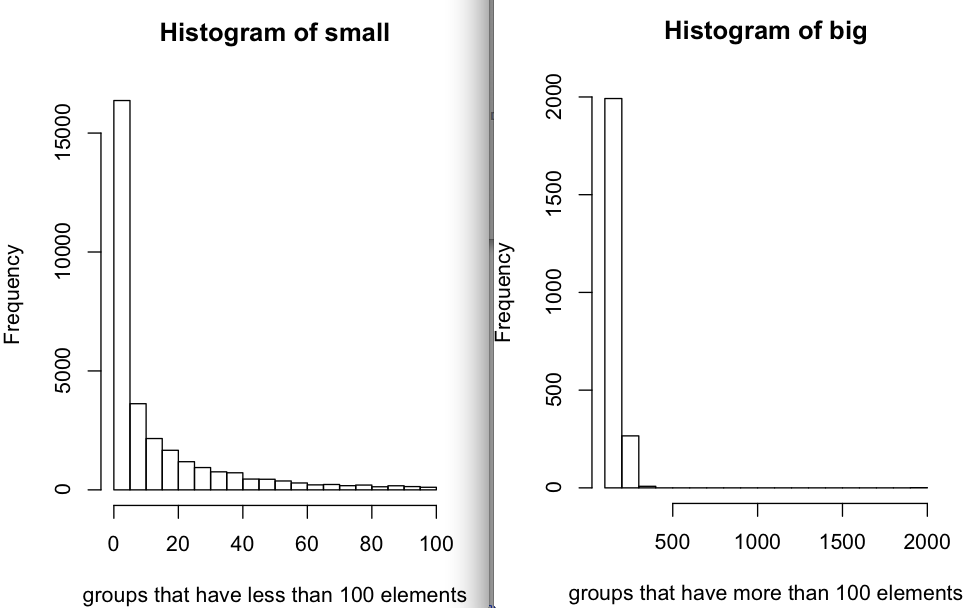 Histogram of small
Frequency
15000
10000
5000
0
0 20 40 60 80 100
groups that have less than 100 elements
Histogram of big
Frequency
2000
1500
1000
500
0
500 1000 1500 2000
groups that have more than 100 elements